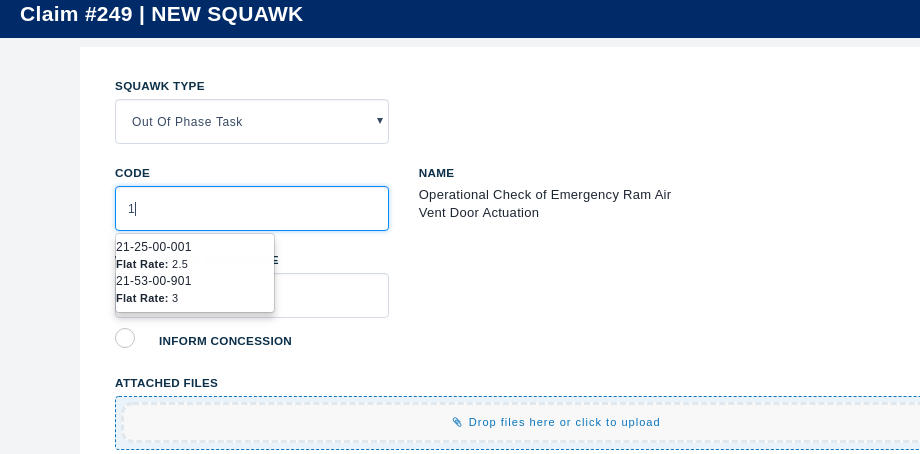 Claim #249 | NEW SQUAWK
SQUAWK TYPE
Out Of Phase Task
CODE
NAME
1
Operational Check of Emergency Ram Air
Vent Door Actuation
21-25-00-001
Flat Rate: 2.5
21-53-00-901
Flat Rate: 3
INFORM CONCESSION
ATTACHED FILES
Drop files here or click to upload